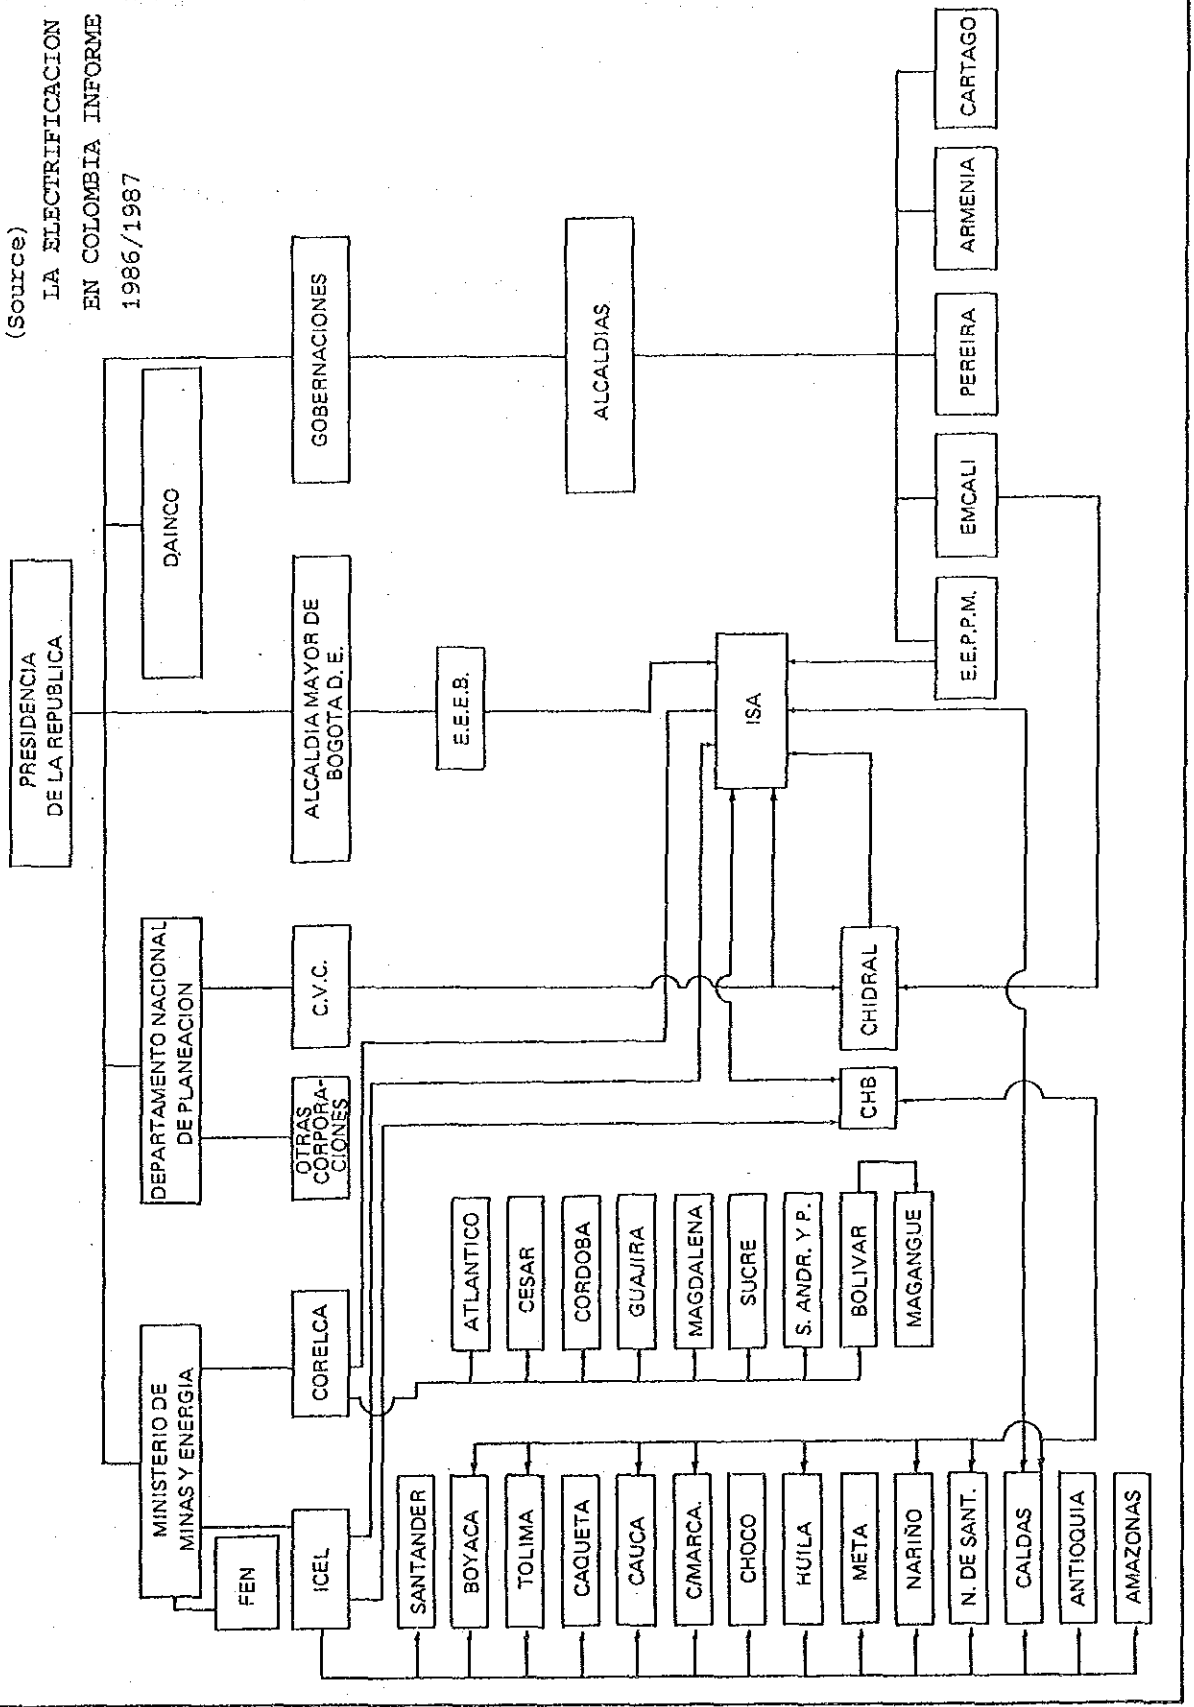 (Source)
LA ELECTRIFICACION
EN COLOMBIA INFORME
1986/1987
PRESIDENCIA
DE LA REPUBLICA
MINISTERIO DE
MINAS Y ENERGIA
DEPARTAMENTO NACIONAL
DE PLANEACION
DAINCO
FEN
ICEL
CORELCA
OTRAS
CORPORA-
CIONES
C.V.C.
ALCALDIA MAYOR DE
BOGOTA D. E.
GOBERNACIONES
E.E.E.B.
ALCALDIAS
SANTANDER
BOYACA
TOLIMA
CAQUETA
CAUCA
C/MARCA.
CHOCO
HUILA
META
NARIÑO
N. DE SANT.
CALDAS
ANTIOQUIA
AMAZONAS
ATLANTICO
CESAR
CORDOBA
GUAJIRA
MAGDALENA
SUCRE
S. ANDR. Y P.
BOLIVAR
MAGANGUE
ISA
CHB
CHIDRAL
E.E.P.P.M.
EMCALI
PEREIRA
ARMENIA
CARTAGO